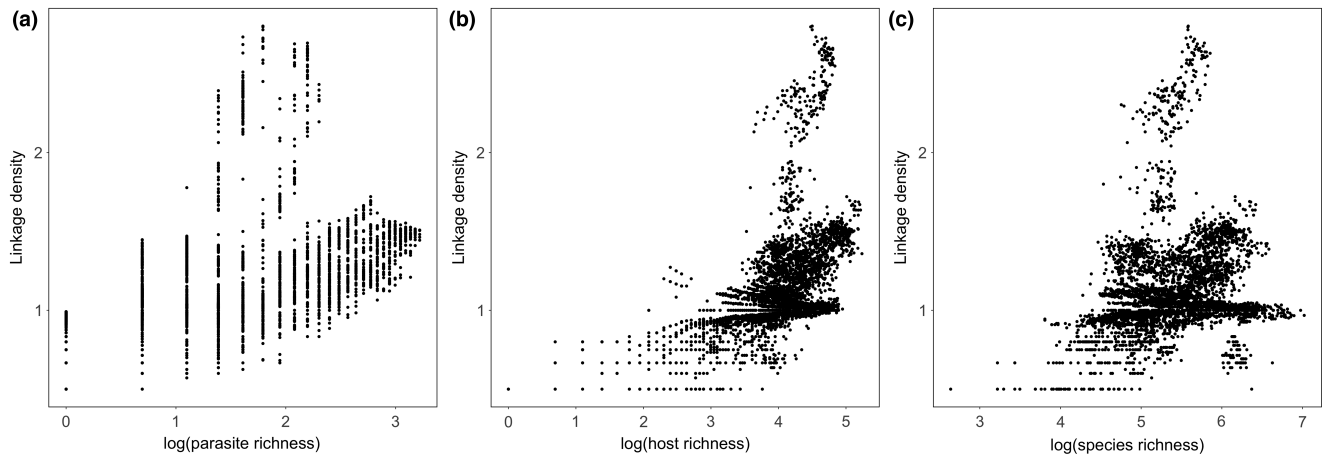 (a)
Linkage density
2
1
0 1 2 3
log(parasite richness)
(b)
Linkage density
2
1
0 1 2 3 4 5
log(host richness)
(c)
Linkage density
2
1
3 4 5 6 7
log(species richness)